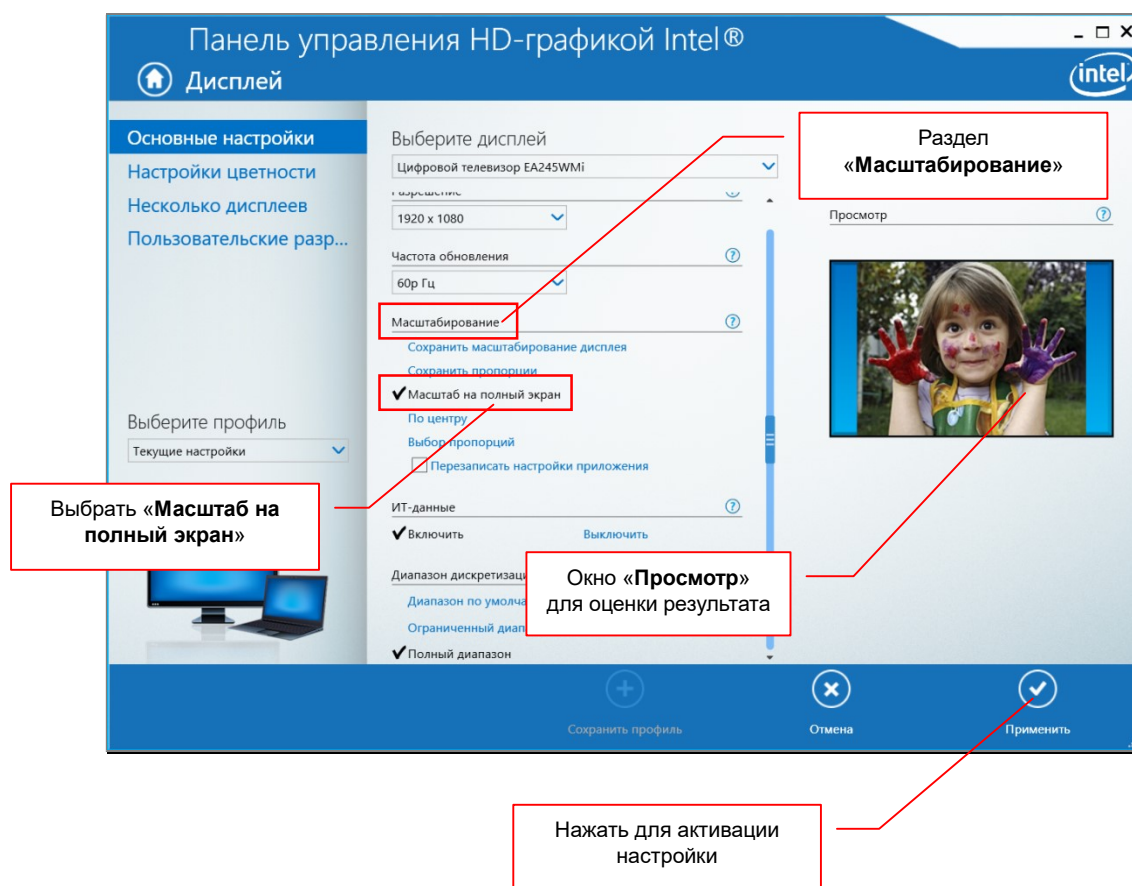 Панель управления HD-графикой Intel®
Дисплей
intel
Основные настройки
Настройки цветности
Несколько дисплеев
Пользовательские разр...
Выберите профиль
Текущие настройки
Выберите дисплей
Цифровой телевизор EA245WMi
Разрешение
1920 x 1080
Частота обновления
60p Гц
Масштабирование
Сохранить масштабирование дисплея
Сохранить пропорции
Масштаб на полный экран
По центру
Выбор пропорций
Перезаписать настройки приложения
ИТ-данные
Включить
Выключить
Диапазон дискретизаци
Диапазон по умолча
Ограниченный диап
Полный диапазон
Просмотр
Раздел
«Масштабирование»
Выбрать «Масштаб на
полный экран»
Окно «Просмотр»
для оценки результата
Сохранить профиль
Отмена
Применить
Нажать для активации
настройки